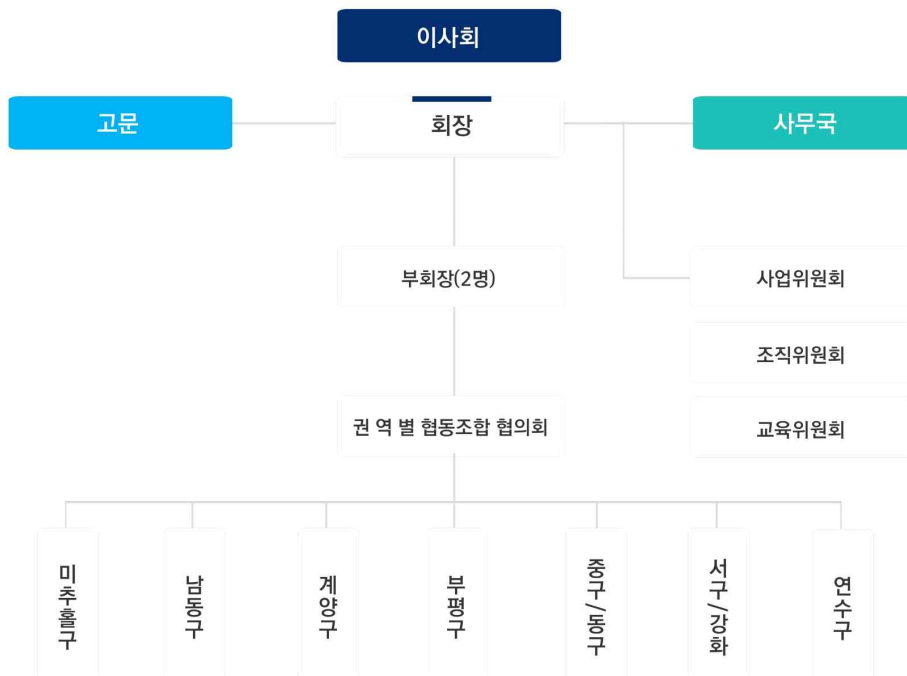 이사회
고문
회장
사무국
부회장(2명)
사업위원회
조직위원회
권 역 별 협동조합 협의회
교육위원회
미추홀구
남동구
계양구
부평구
중구/동구
서구/강화
연수구